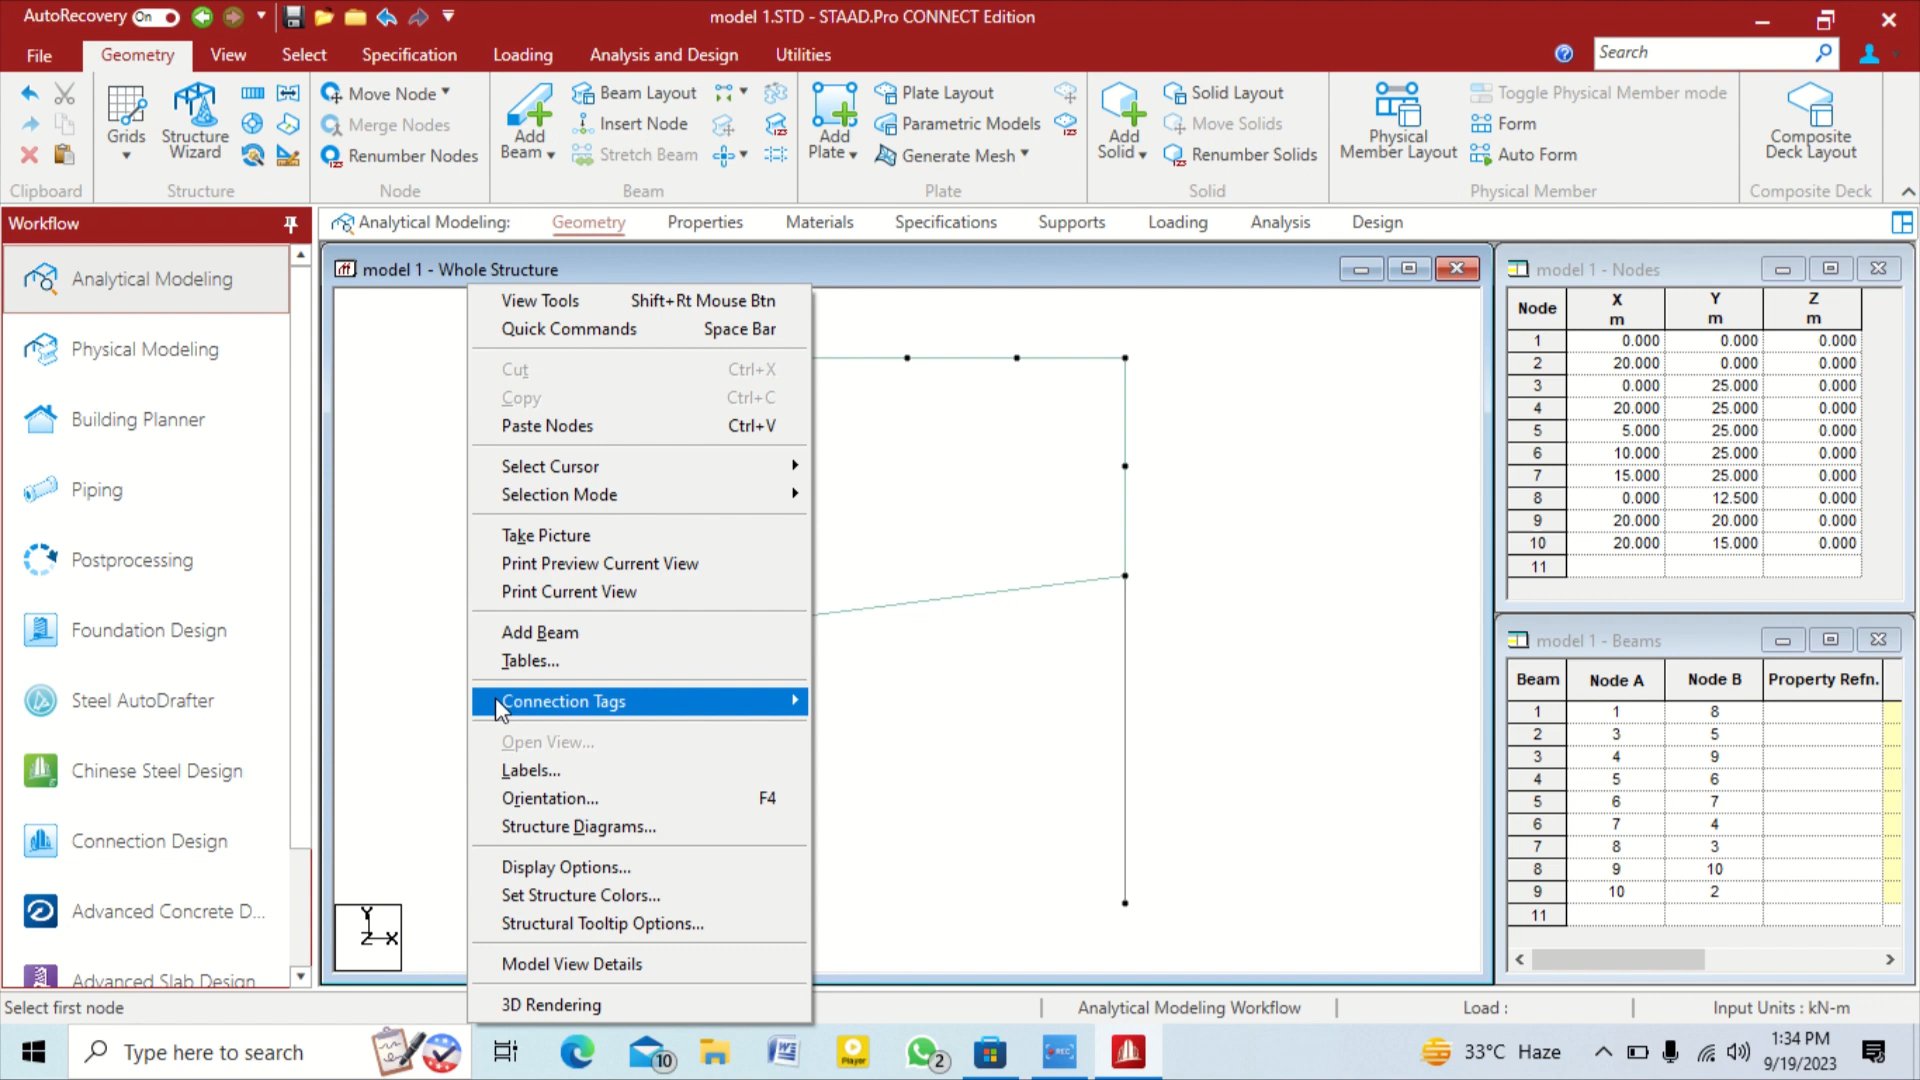 AutoRecovery On
model 1.STD - STAAD.Pro CONNECT Edition
File Geometry View Select Specification Loading Analysis and Design Utilities
Search
Move Node
Merge Nodes
Renumber Nodes
Grids
Structure Wizard
Add Beam
Beam Layout
Insert Node
Stretch Beam
Add Plate
Plate Layout
Parametric Models
Generate Mesh
Add Solid
Solid Layout
Move Solids
Renumber Solids
Physical Member Layout
Toggle Physical Member mode
Form
Auto Form
Composite Deck Layout
Clipboard Structure Node Beam Plate Solid Physical Member Composite Deck
Workflow
Analytical Modeling: Geometry Properties Materials Specifications Supports Loading Analysis Design
Analytical Modeling
Physical Modeling
Building Planner
Piping
Postprocessing
Foundation Design
Steel AutoDrafter
Chinese Steel Design
Connection Design
Advanced Concrete D...
Advanced Slab Design
model 1 - Whole Structure
View Tools Shift+Rt Mouse Btn
Quick Commands Space Bar
Cut Ctrl+X
Copy Ctrl+C
Paste Nodes Ctrl+V
Select Cursor
Selection Mode
Take Picture
Print Preview Current View
Print Current View
Add Beam
Tables...
Connection Tags
Open View...
Labels...
Orientation... F4
Structure Diagrams...
Display Options...
Set Structure Colors...
Structural Tooltip Options...
Model View Details
3D Rendering
Y
Z X
model 1 - Nodes
Node X m Y m Z m
1 0.000 0.000 0.000
2 20.000 0.000 0.000
3 0.000 25.000 0.000
4 20.000 25.000 0.000
5 5.000 25.000 0.000
6 10.000 25.000 0.000
7 15.000 25.000 0.000
8 0.000 12.500 0.000
9 20.000 20.000 0.000
10 20.000 15.000 0.000
11
model 1 - Beams
Beam Node A Node B Property Refn.
1 1 8
2 3 5
3 4 9
4 5 6
5 6 7
6 7 4
7 8 3
8 9 10
9 10 2
11
Select first node
Analytical Modeling Workflow
Load :
Input Units : kN-m
Type here to search
10
Player
2
REC
33°C Haze
1:34 PM
9/19/2023